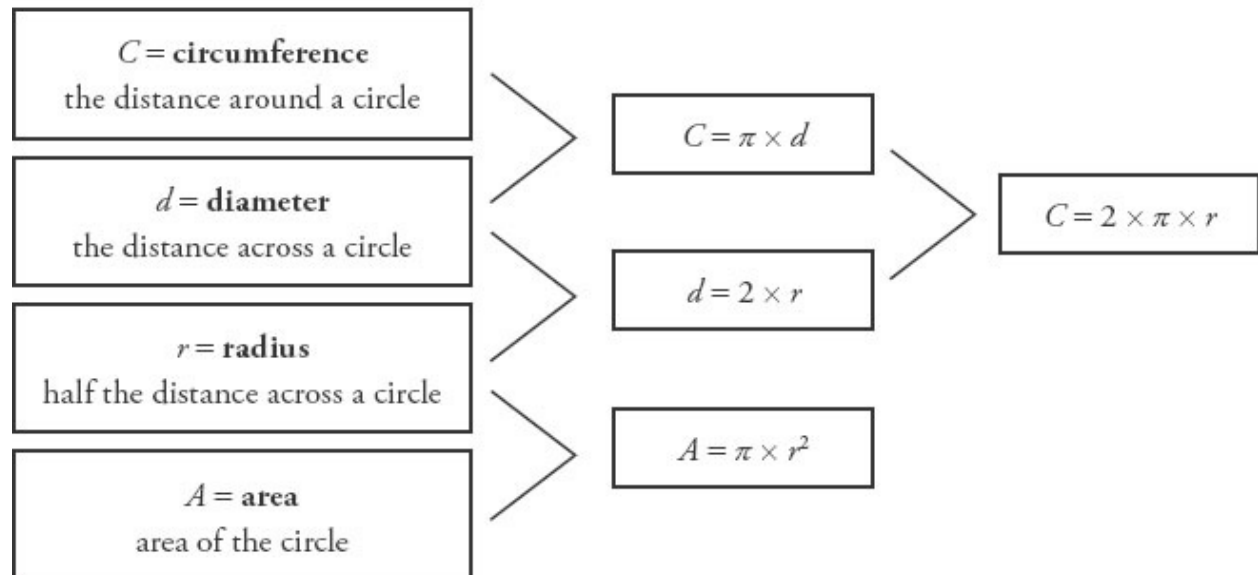 C = circumference
the distance around a circle
d = diameter
the distance across a circle
r = radius
half the distance across a circle
A = area
area of the circle
C = π × d
d = 2 × r
A = π × r²
C = 2 × π × r